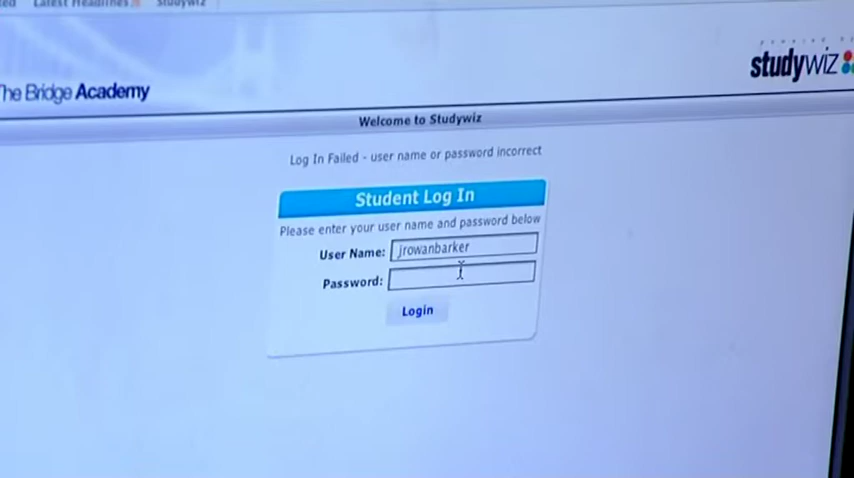 Latest Headlines Studywiz
The Bridge Academy
studywiz
Welcome to Studywiz
Log In Failed - user name or password incorrect
Student Log In
Please enter your user name and password below
User Name: jrowanbarker
Password:
Login